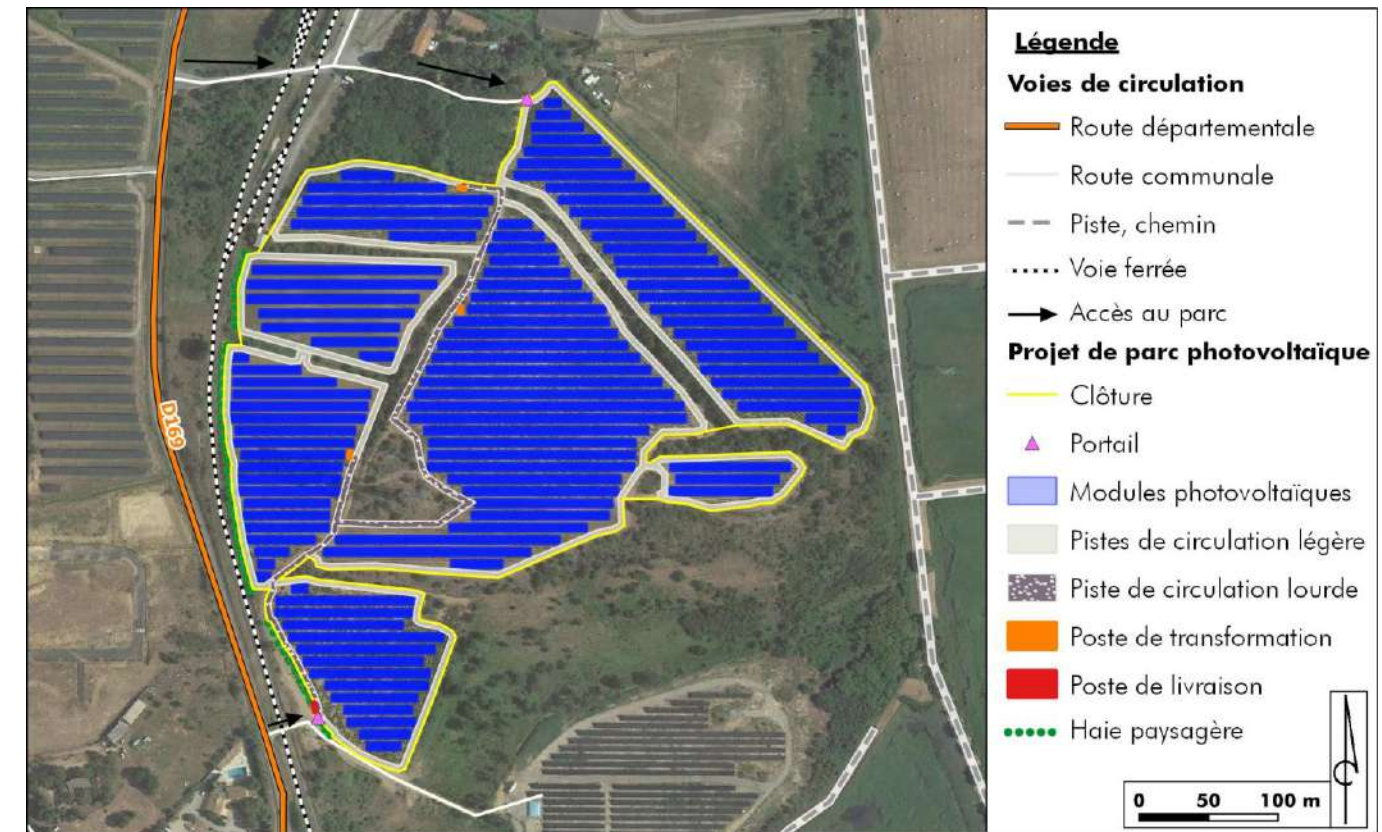 D169
Légende
Voies de circulation
Route départementale
Route communale
Piste, chemin
Voie ferrée
Accès au parc
Projet de parc photovoltaïque
Clôture
Portail
Modules photovoltaïques
Pistes de circulation légère
Piste de circulation lourde
Poste de transformation
Poste de livraison
Haie paysagère
0 50 100 m